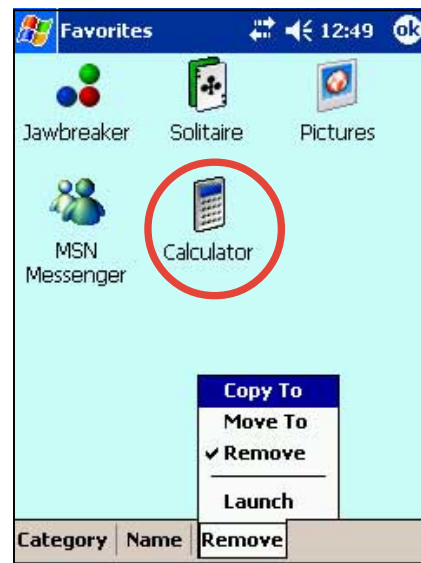 Favorites 12:49 ok
Jawbreaker Solitaire Pictures
MSN
Messenger
Calculator
Copy To
Move To
Remove
Launch
Category Name Remove